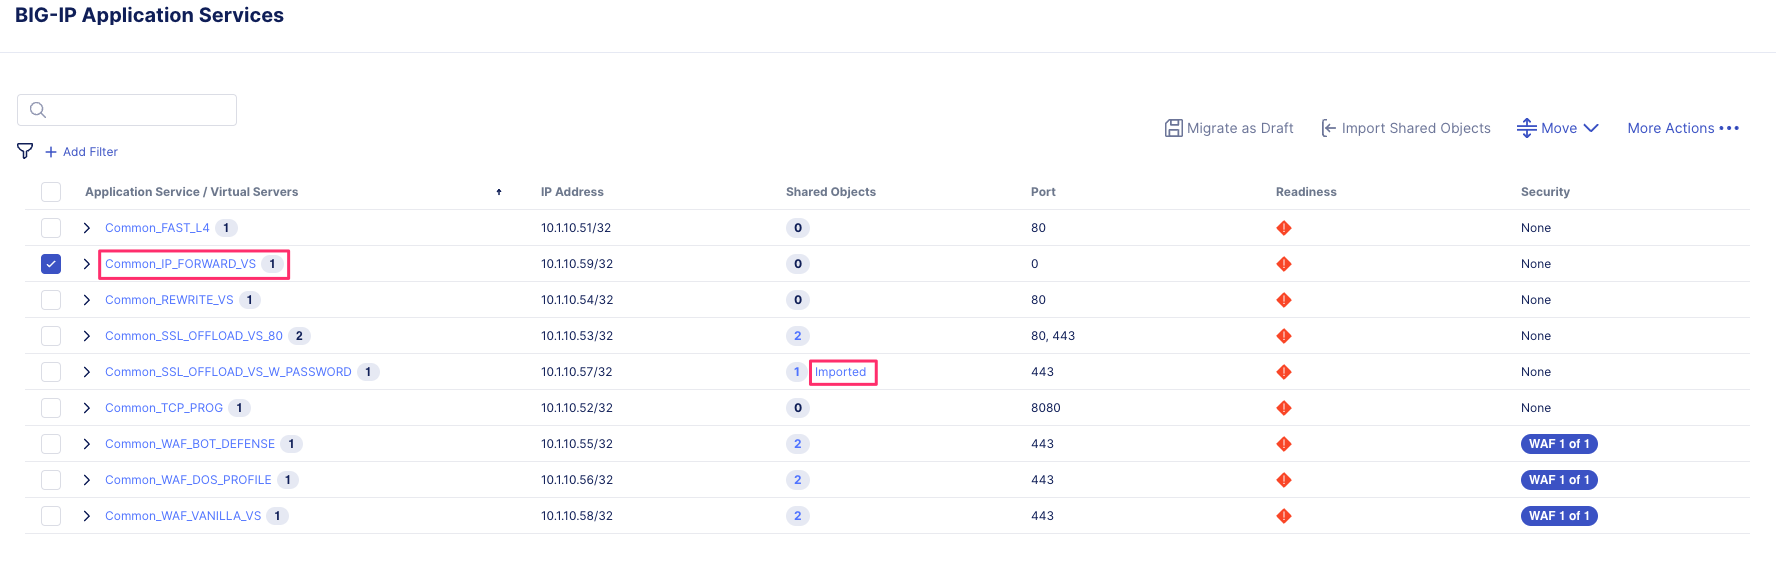 BIG-IP Application Services
Migrate as Draft Import Shared Objects Move More Actions •••
+ Add Filter
Application Service / Virtual Servers IP Address Shared Objects Port Readiness Security
Common_FAST_L4 1 10.1.10.51/32 0 80 None
Common_IP_FORWARD_VS 1 10.1.10.59/32 0 0 None
Common_REWRITE_VS 1 10.1.10.54/32 0 80 None
Common_SSL_OFFLOAD_VS_80 2 10.1.10.53/32 2 80, 443 None
Common_SSL_OFFLOAD_VS_W_PASSWORD 1 10.1.10.57/32 1 Imported 443 None
Common_TCP_PROG 1 10.1.10.52/32 0 8080 None
Common_WAF_BOT_DEFENSE 1 10.1.10.55/32 2 443 WAF 1 of 1
Common_WAF_DOS_PROFILE 1 10.1.10.56/32 2 443 WAF 1 of 1
Common_WAF_VANILLA_VS 1 10.1.10.58/32 2 443 WAF 1 of 1